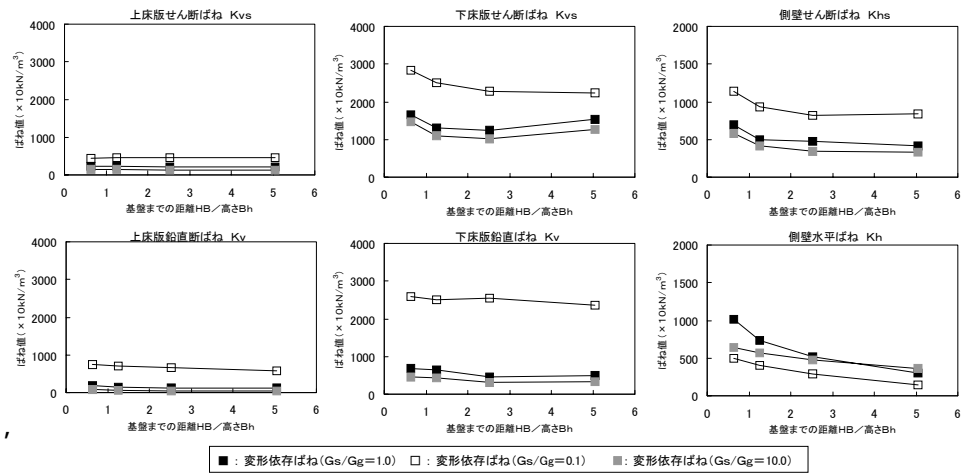 上床版せん断ばね Kvs
4000
3000
2000
1000
0
ばね値(×10kN/m³)
0 1 2 3 4 5 6
基盤までの距離HB／高さBh
下床版せん断ばね Kvs
4000
3000
2000
1000
0
ばね値(×10kN/m³)
0 1 2 3 4 5 6
基盤までの距離HB／高さBh
側壁せん断ばね Khs
2000
1500
1000
500
0
ばね値(×10kN/m³)
0 1 2 3 4 5 6
基盤までの距離HB／高さBh
上床版鉛直断ばね Kv
4000
3000
2000
1000
0
ばね値(×10kN/m³)
0 1 2 3 4 5 6
基盤までの距離HB／高さBh
下床版鉛直ばね Kv
4000
3000
2000
1000
0
ばね値(×10kN/m³)
0 1 2 3 4 5 6
基盤までの距離HB／高さBh
側壁水平ばね Kh
2000
1500
1000
500
0
ばね値(×10kN/m³)
0 1 2 3 4 5 6
基盤までの距離HB／高さBh
,
■ : 変形依存ばね(Gs/Gg=1.0) □ : 変形依存ばね(Gs/Gg=0.1) ■ : 変形依存ばね(Gs/Gg=10.0)